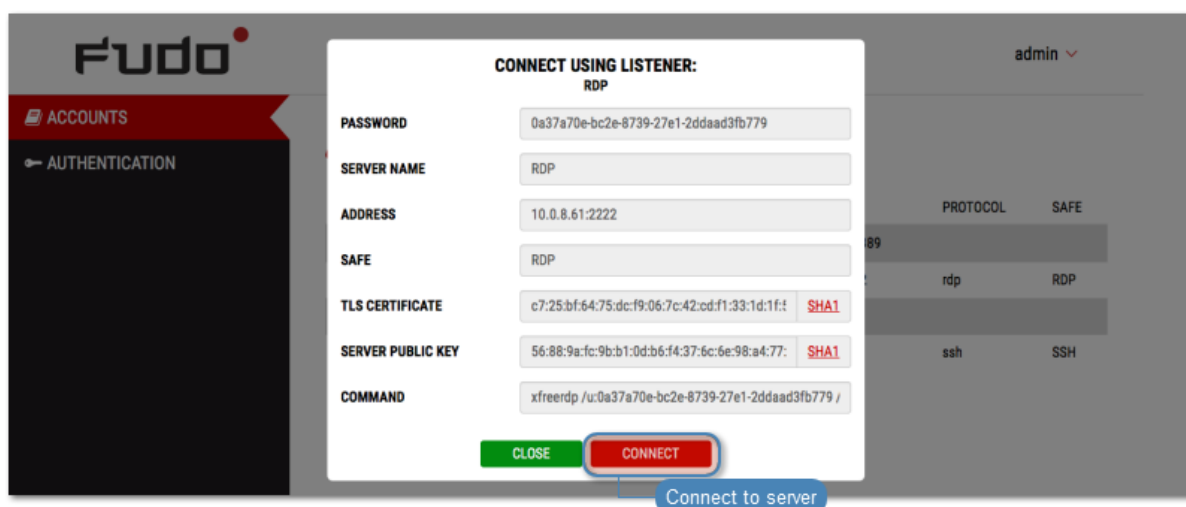 Fudo
admin
ACCOUNTS
AUTHENTICATION
CONNECT USING LISTENER:
RDP
PASSWORD 0a37a70e-bc2e-8739-27e1-2ddaad3fb779
SERVER NAME RDP
ADDRESS 10.0.8.61:2222
SAFE RDP
TLS CERTIFICATE c7:25:bf:64:75:dc:f9:06:7c:42:cd:f1:33:1d:1f: SHA1
SERVER PUBLIC KEY 56:88:9a:fc:9b:b1:0d:b6:f4:37:6c:6e:98:a4:77: SHA1
COMMAND xfreerdp /u:0a37a70e-bc2e-8739-27e1-2ddaad3fb779 /
CLOSE CONNECT
Connect to server
PROTOCOL SAFE
89
rdp RDP
ssh SSH